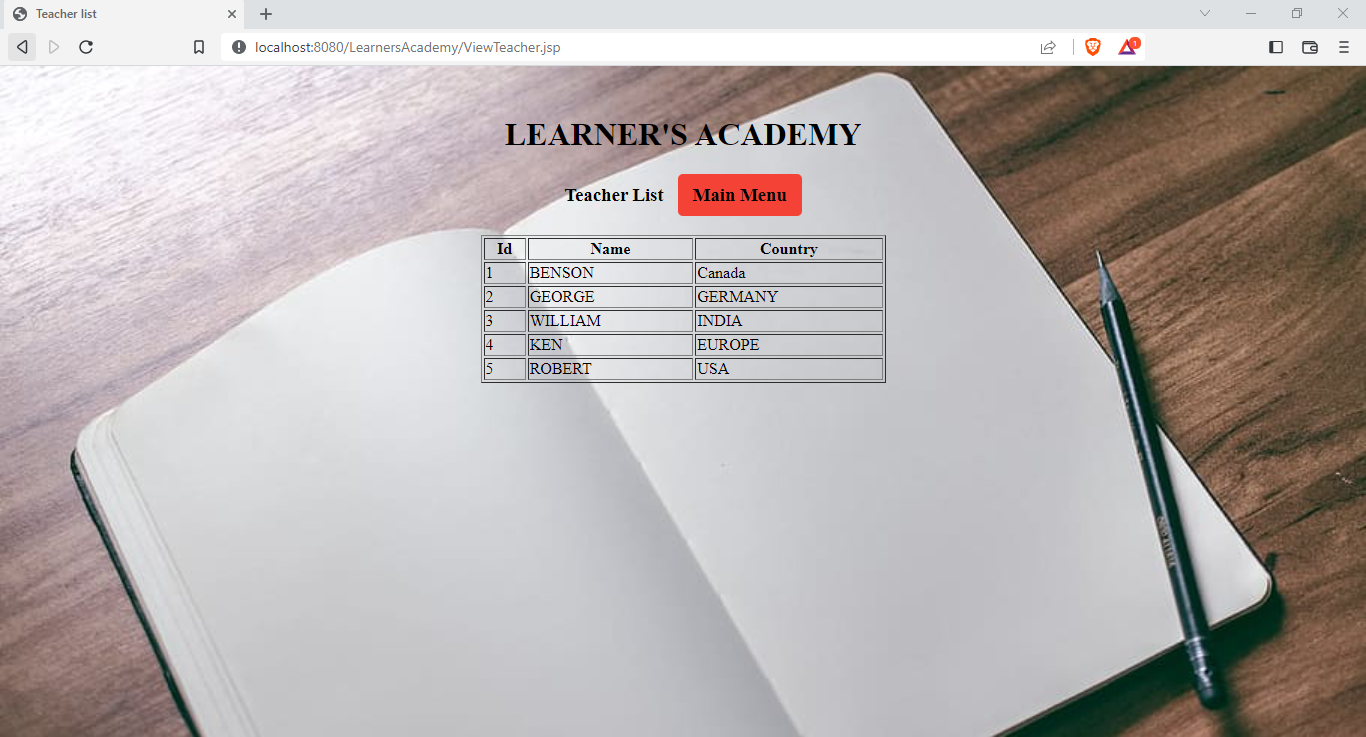 Teacher list
localhost:8080/LearnersAcademy/ViewTeacher.jsp
1
LEARNER'S ACADEMY
Teacher List Main Menu
Id Name Country
1 BENSON Canada
2 GEORGE GERMANY
3 WILLIAM INDIA
4 KEN EUROPE
5 ROBERT USA